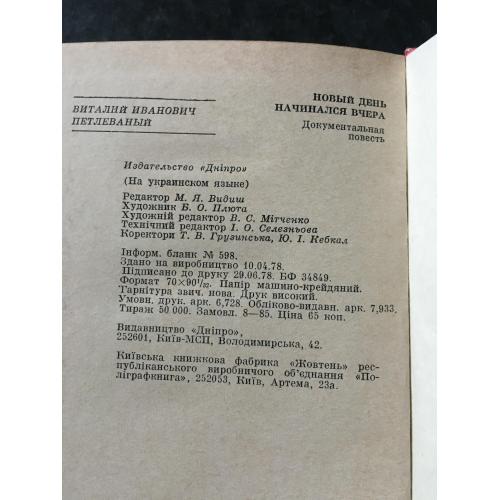 ВИТАЛИЙ ИВАНОВИЧ
ПЕТЛЕВАНЫЙ
НОВЫЙ ДЕНЬ
НАЧИНАЛСЯ ВЧЕРА
Документальная
повесть
Издательство «Дніпро»
(На украинском языке)
Редактор М. Я. Видиш
Художник Б. О. Плюта
Художній редактор В. С. Мітченко
Технічний редактор І. О. Селезньова
Коректори Т. В. Грузинська, Ю. І. Кебкал
Інформ. бланк № 598.
Здано на виробництво 10.04.78.
Підписано до друку 29.06.78. БФ 34849.
Формат 70×90¹/₃₂. Папір машино-крейдяний.
Гарнітура звич. нова. Друк високий.
Умовн. друк. арк. 6,728. Обліково-видавн. арк. 7,933.
Тираж 50 000. Замовл. 8—85. Ціна 65 коп.
Видавництво «Дніпро»,
252601, Київ-МСП, Володимирська, 42.
Київська книжкова фабрика «Жовтень» рес-
публіканського виробничого об'єднання «По-
ліграфкнига», 252053, Київ, Артема, 23а.